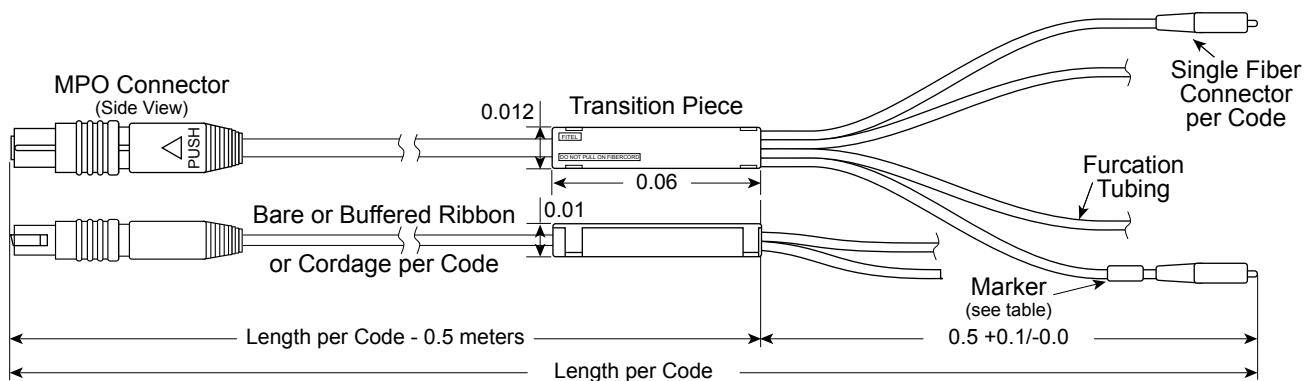 MPO Connector
(Side View)
PUSH
0.012
Transition Piece
FITEL
DO NOT PULL ON FIBERCORD
0.06
Single Fiber
Connector
per Code
Furcation
Tubing
Bare or Buffered Ribbon
or Cordage per Code
0.01
Marker
(see table)
Length per Code - 0.5 meters
0.5 +0.1/-0.0
Length per Code